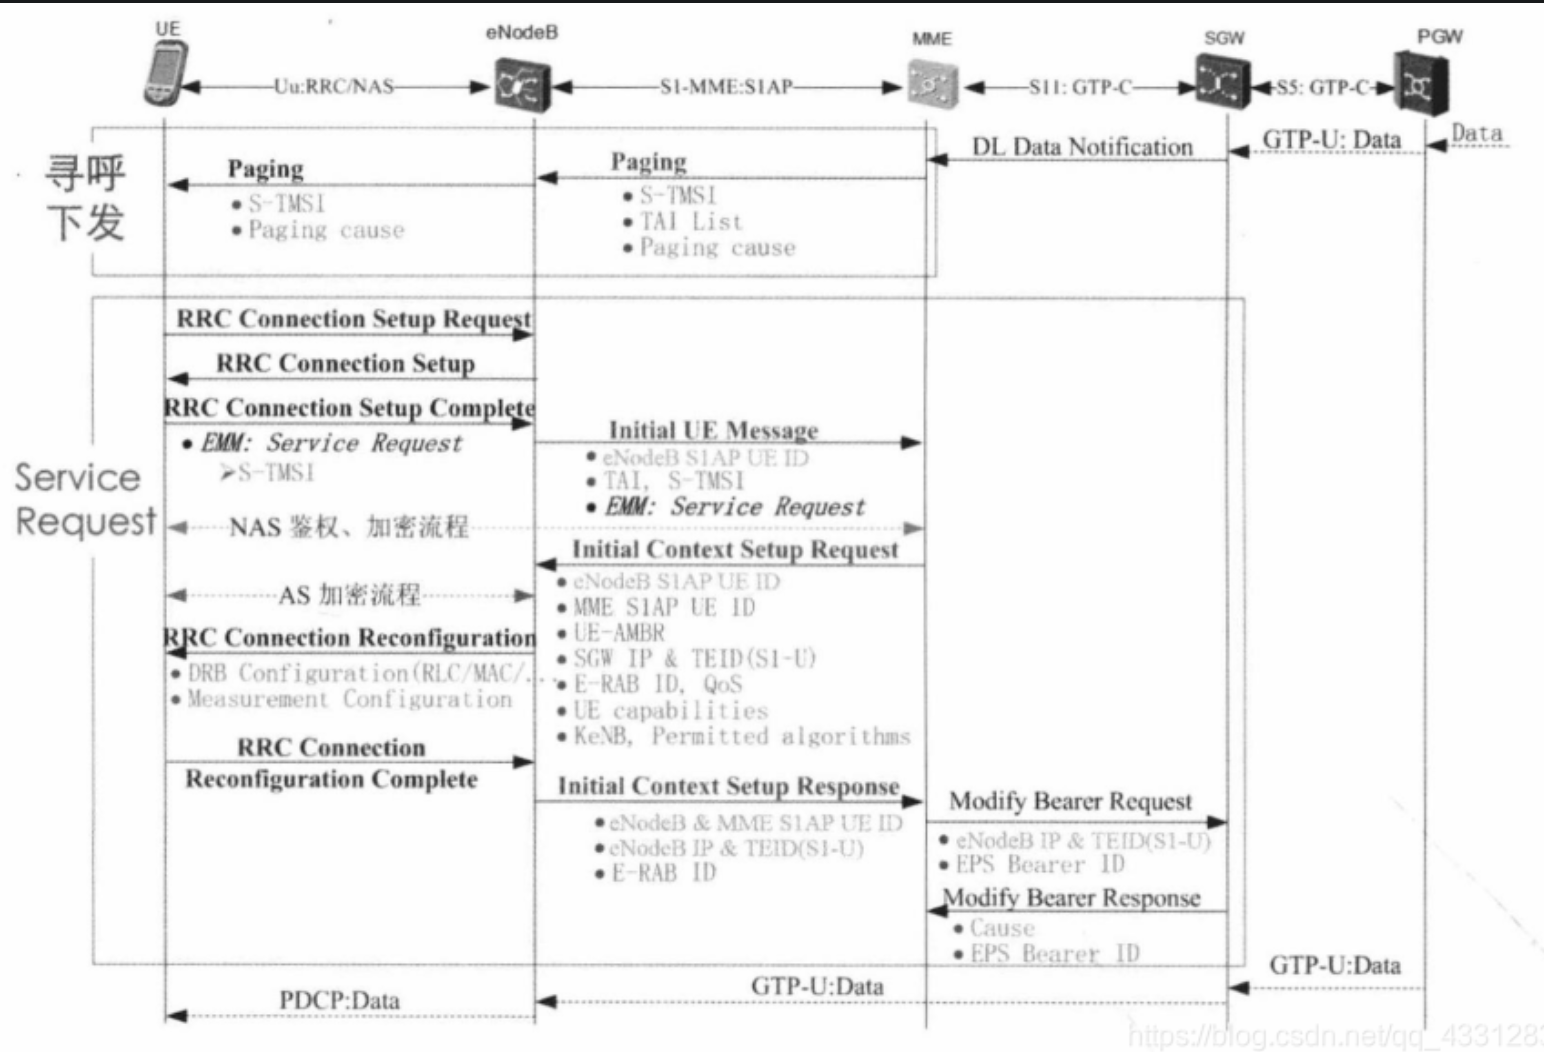 UE
eNodeB
MME
SGW
PGW
Uu:RRC/NAS
S1-MME:S1AP
S11: GTP-C
S5: GTP-C
寻呼
下发
DL Data Notification
GTP-U: Data
Data
Paging
• S-TMSI
• Paging cause
Paging
• S-TMSI
• TAI List
• Paging cause
Service
Request
RRC Connection Setup Request
RRC Connection Setup
RRC Connection Setup Complete
• EMM: Service Request
➢S-TMSI
Initial UE Message
• eNodeB S1AP UE ID
• TAI, S-TMSI
• EMM: Service Request
NAS 鉴权、加密流程
Initial Context Setup Request
• eNodeB S1AP UE ID
• MME S1AP UE ID
• UE-AMBR
• SGW IP & TEID(S1-U)
• E-RAB ID, QoS
• UE capabilities
• KeNB, Permitted algorithms
AS 加密流程
RRC Connection Reconfiguration
• DRB Configuration(RLC/MAC/....
• Measurement Configuration
RRC Connection
Reconfiguration Complete
Initial Context Setup Response
• eNodeB & MME S1AP UE ID
• eNodeB IP & TEID(S1-U)
• E-RAB ID
Modify Bearer Request
• eNodeB IP & TEID(S1-U)
• EPS Bearer ID
Modify Bearer Response
• Cause
• EPS Bearer ID
GTP-U:Data
GTP-U:Data
PDCP:Data
https://blog.csdn.net/qq_4331283